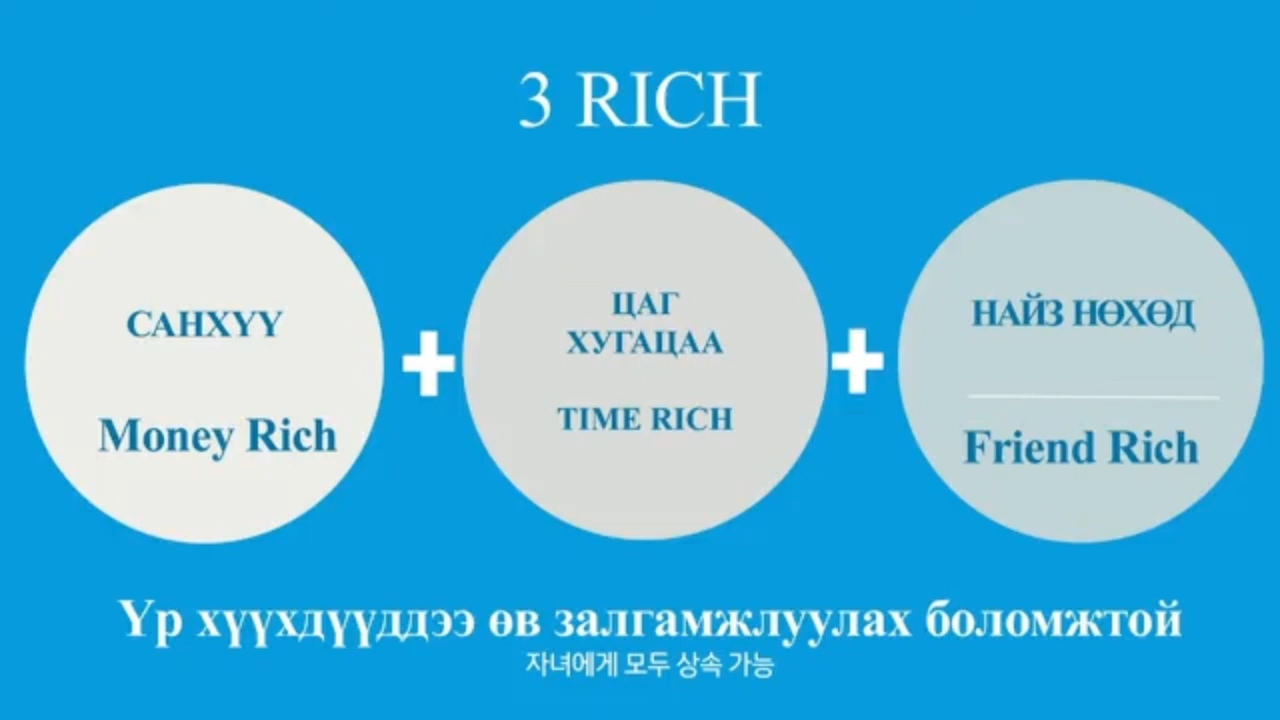 3 RICH
САНХҮҮ
Money Rich
ЦАГ
ХУГАЦАА
TIME RICH
НАЙЗ НӨХӨД
Friend Rich
Үр хүүхдүүддээ өв залгамжлуулах боломжтой
자녀에게 모두 상속 가능